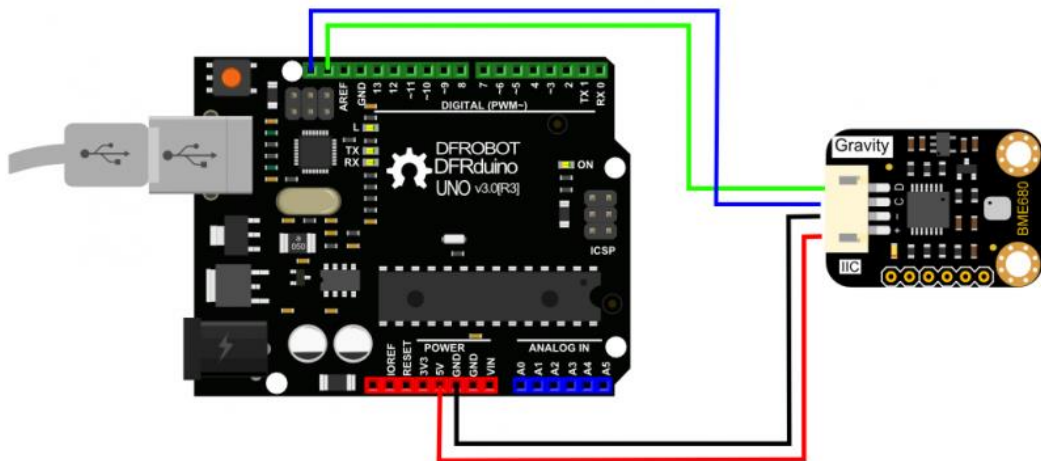 AREF
GND
13
12
~11
~10
~9
8
7
~6
~5
4
~3
2
TX 1
RX 0
DIGITAL (PWM~)
L
TX
RX
DFROBOT
DFRduino
UNO v3.0[R3]
ON
ICSP
050
POWER
ANALOG IN
IOREF
RESET
3V3
5V
GND
GND
VIN
A0
A1
A2
A3
A4
A5
Gravity
D
C
-
+
IIC
BME680